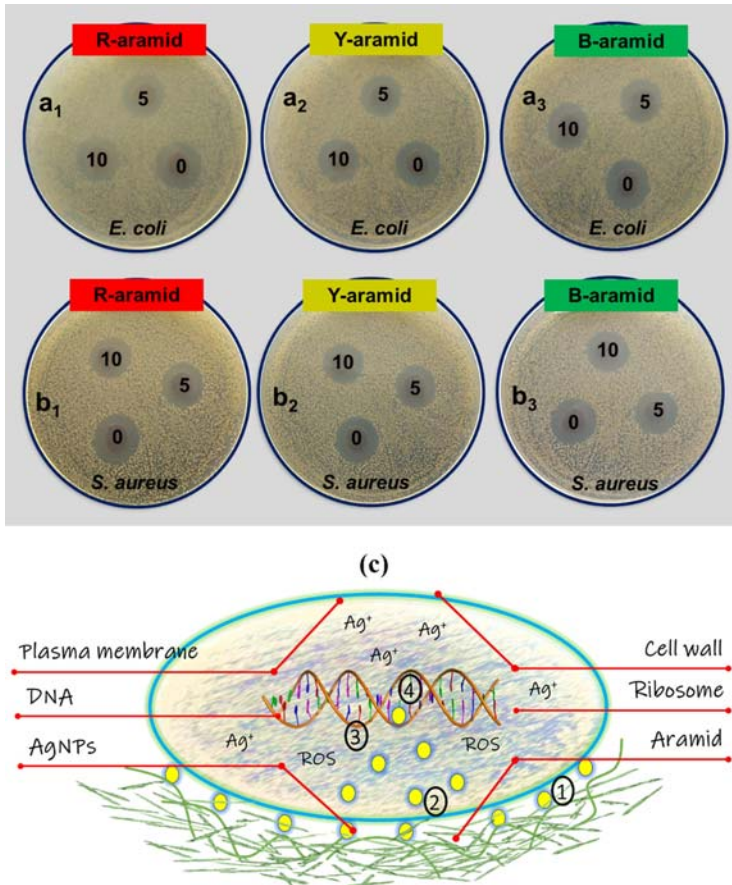 R-aramid
Y-aramid
B-aramid
a1
5
10
0
E. coli
a2
5
10
0
E. coli
a3
5
10
0
E. coli
R-aramid
Y-aramid
B-aramid
b1
10
5
0
S. aureus
b2
10
5
0
S. aureus
b3
10
0
5
S. aureus
(c)
Ag⁺
Ag⁺
Ag⁺
Plasma membrane
Cell wall
4
Ag⁺
DNA
Ribosome
Ag⁺
3
ROS
ROS
AgNPs
Aramid
2
1